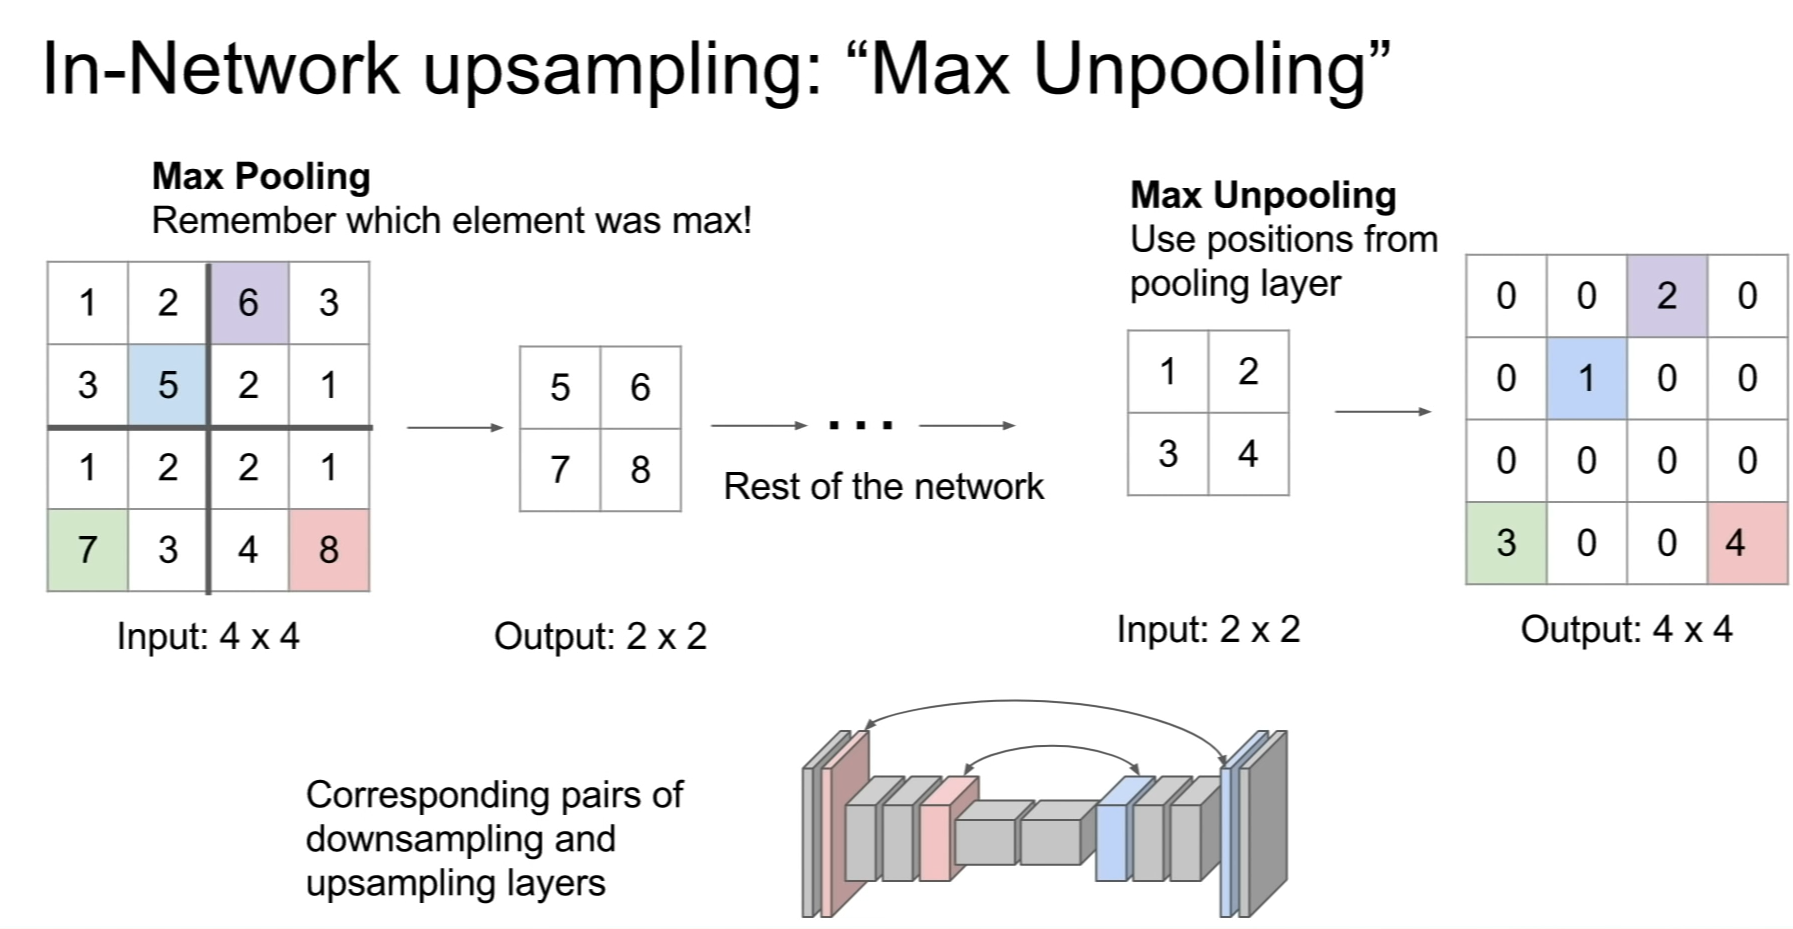 In-Network upsampling: “Max Unpooling”
Max Pooling
Remember which element was max!
1 2 6 3
3 5 2 1
1 2 2 1
7 3 4 8
Input: 4 x 4
5 6
7 8
Output: 2 x 2
...
Rest of the network
Max Unpooling
Use positions from
pooling layer
1 2
3 4
Input: 2 x 2
0 0 2 0
0 1 0 0
0 0 0 0
3 0 0 4
Output: 4 x 4
Corresponding pairs of
downsampling and
upsampling layers